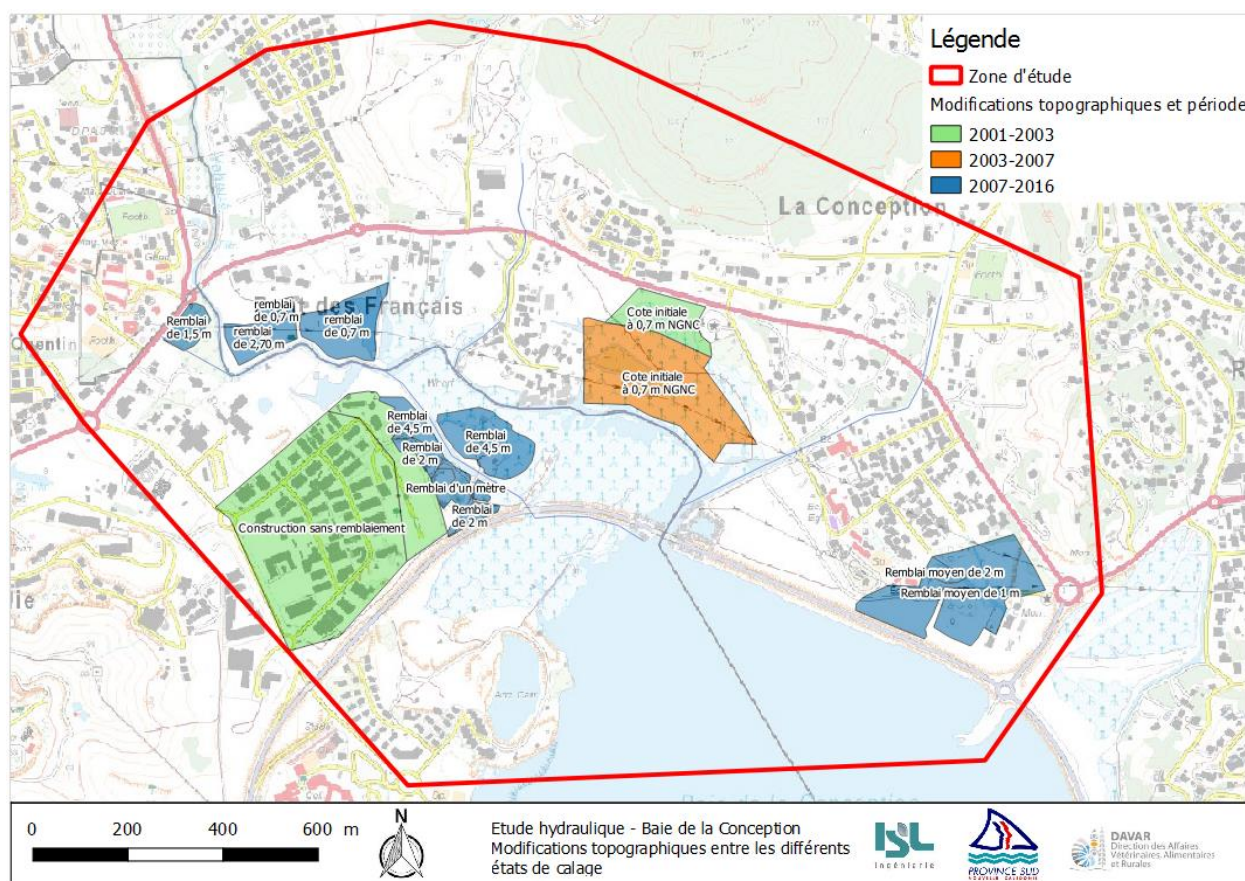 Légende
Zone d'étude
Modifications topographiques et période
2001-2003
2003-2007
2007-2016
La Conception
des Français
Quentin
Remblai
de 1,5 m
remblai
de 0,7 m
remblai
de 2,70 m
remblai
de 0,7 m
Cote initiale
à 0,7 m NGNC
Cote initiale
à 0,7 m NGNC
Remblai
de 4,5 m
Remblai
de 4,5 m
Remblai
de 2 m
Remblai d'un mètre
Remblai
de 2 m
Construction sans remblaiement
Remblai moyen de 2 m
Remblai moyen de 1 m
0 200 400 600 m
N
Etude hydraulique - Baie de la Conception
Modifications topographiques entre les différents
états de calage
ISL
Ingénierie
PROVINCE SUD
NOUVELLE CALEDONIE
DAVAR
Direction des Affaires
Vétérinaires, Alimentaires
et Rurales